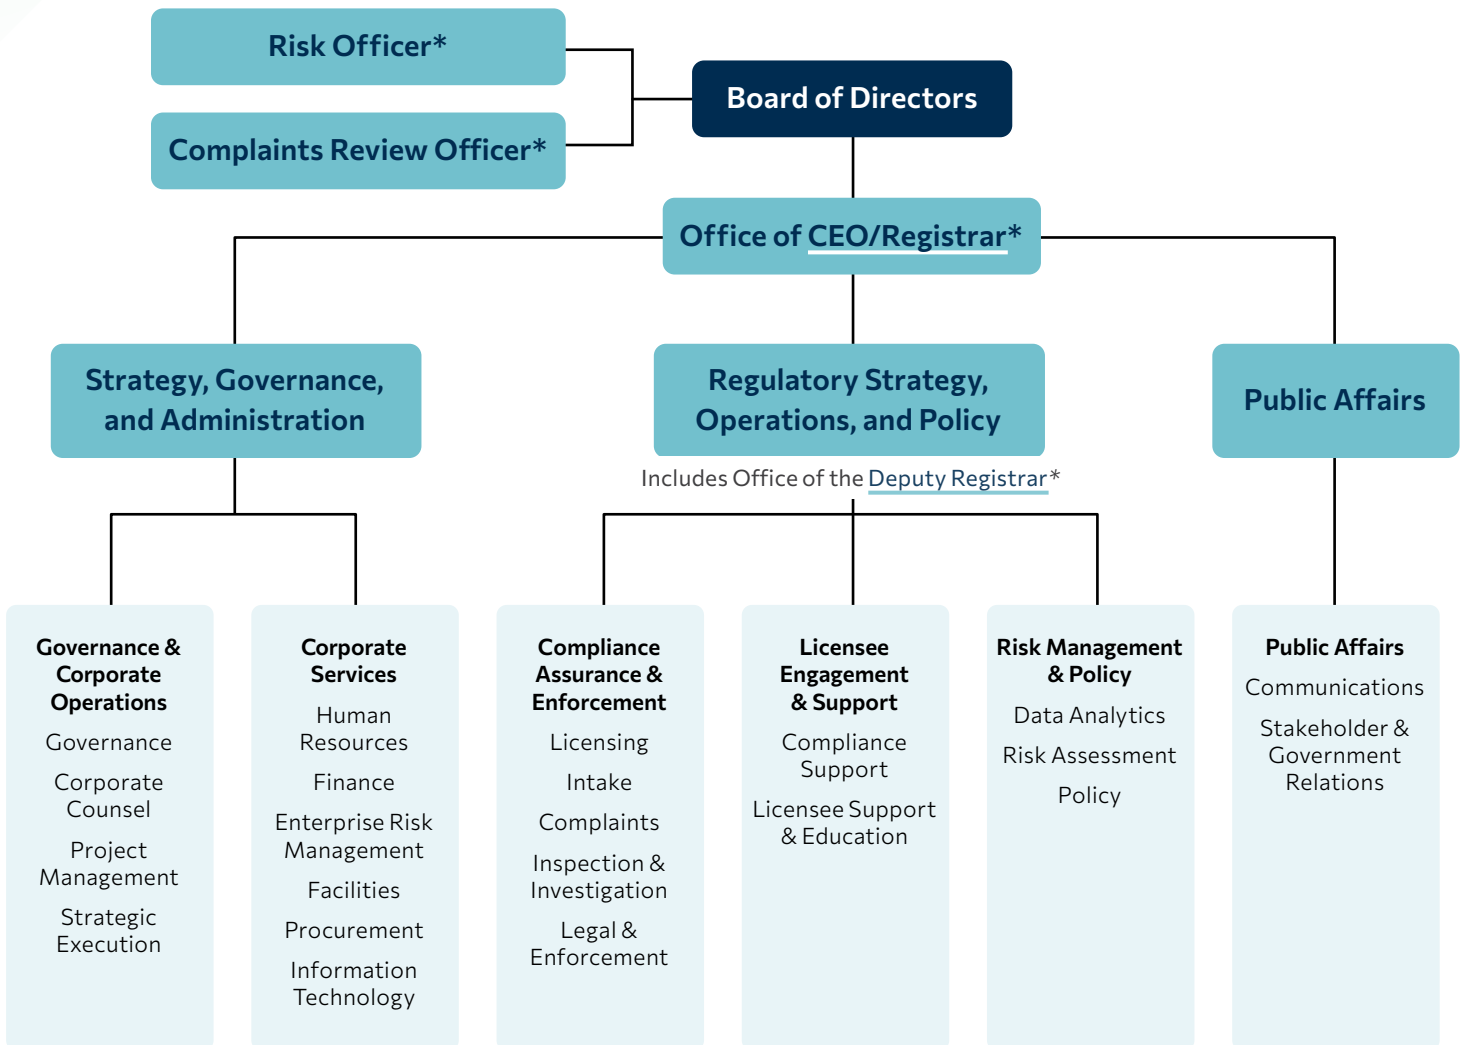 Risk Officer*
Board of Directors
Complaints Review Officer*
Office of CEO/Registrar*
Strategy, Governance,
and Administration
Regulatory Strategy,
Operations, and Policy
Public Affairs
Includes Office of the Deputy Registrar*
Governance &
Corporate
Operations
Governance
Corporate
Counsel
Project
Management
Strategic
Execution
Corporate
Services
Human
Resources
Finance
Enterprise Risk
Management
Facilities
Procurement
Information
Technology
Compliance
Assurance &
Enforcement
Licensing
Intake
Complaints
Inspection &
Investigation
Legal &
Enforcement
Licensee
Engagement
& Support
Compliance
Support
Licensee Support
& Education
Risk Management
& Policy
Data Analytics
Risk Assessment
Policy
Public Affairs
Communications
Stakeholder &
Government
Relations